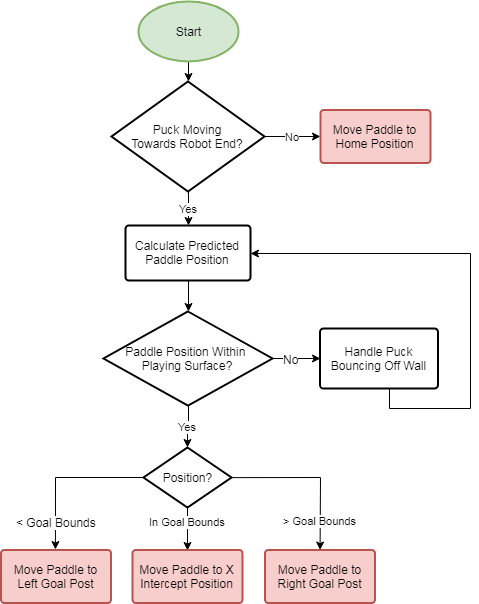 Start
Puck Moving
Towards Robot End?
No
Move Paddle to
Home Position
Yes
Calculate Predicted
Paddle Position
Paddle Position Within
Playing Surface?
No
Handle Puck
Bouncing Off Wall
Yes
Position?
< Goal Bounds
In Goal Bounds
> Goal Bounds
Move Paddle to
Left Goal Post
Move Paddle to X
Intercept Position
Move Paddle to
Right Goal Post